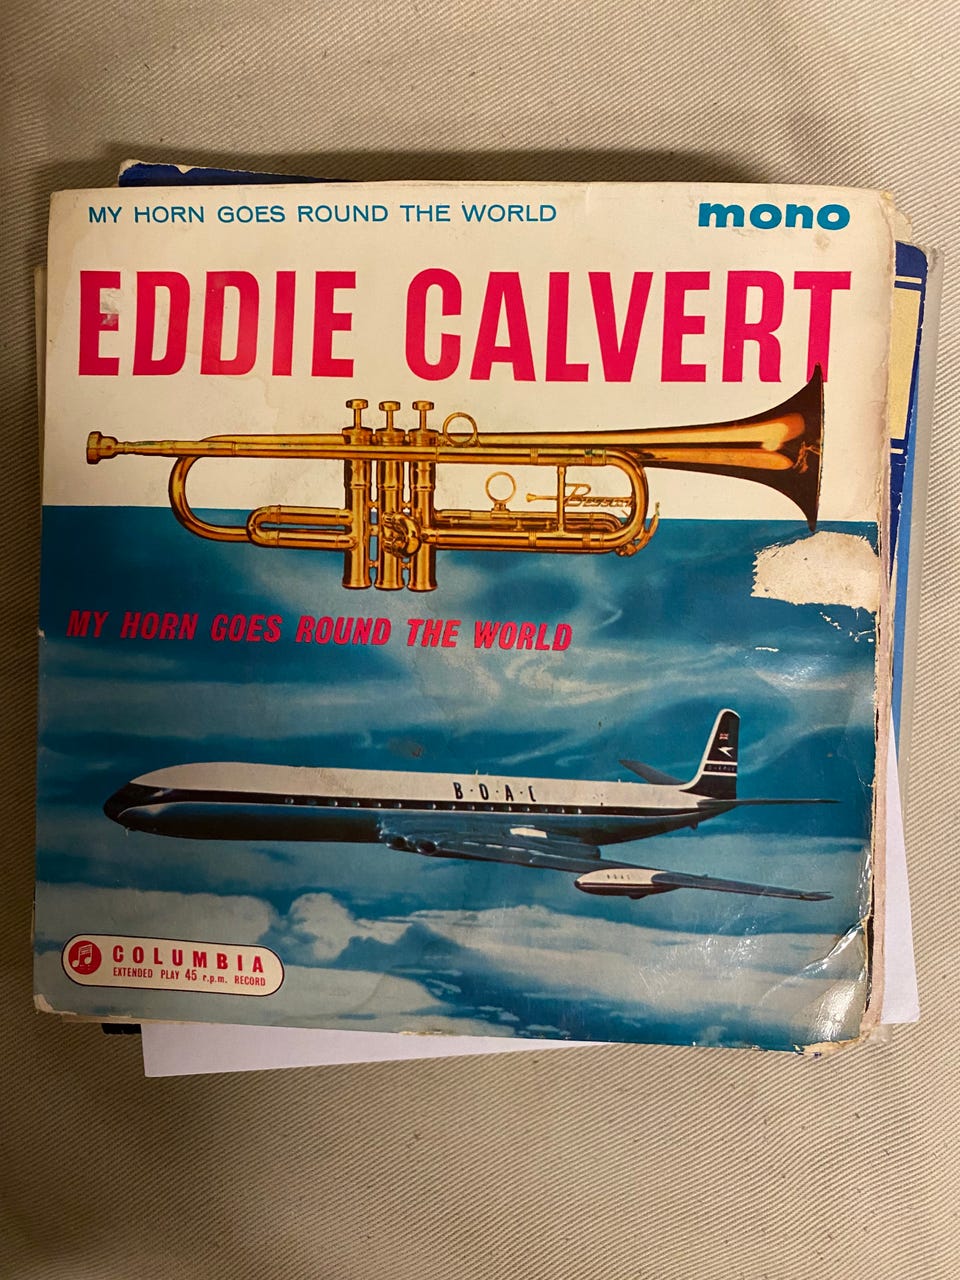 MY HORN GOES ROUND THE WORLD
mono
EDDIE CALVERT
MY HORN GOES ROUND THE WORLD
B·O·A·C
COLUMBIA
EXTENDED PLAY 45 r.p.m. RECORD